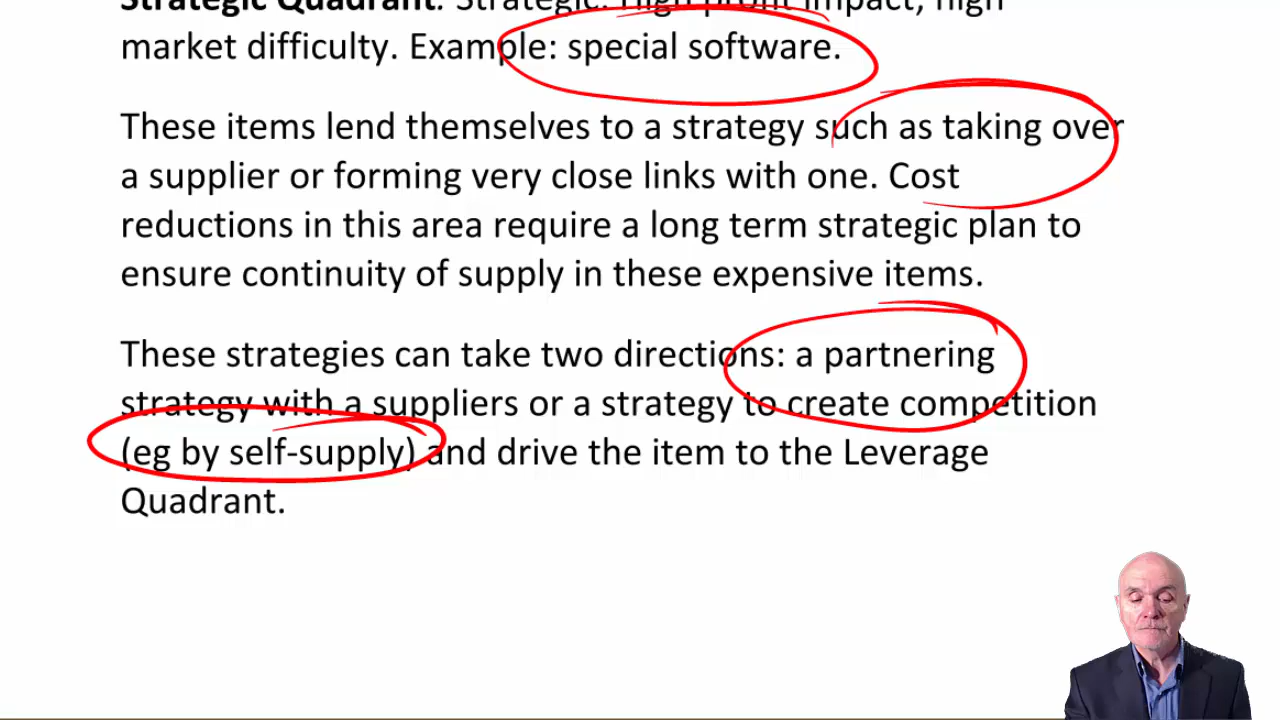 Strategic Quadrant. Strategic: High profit impact, high
market difficulty. Example: special software.
These items lend themselves to a strategy such as taking over
a supplier or forming very close links with one. Cost
reductions in this area require a long term strategic plan to
ensure continuity of supply in these expensive items.
These strategies can take two directions: a partnering
strategy with a suppliers or a strategy to create competition
(eg by self-supply) and drive the item to the Leverage
Quadrant.